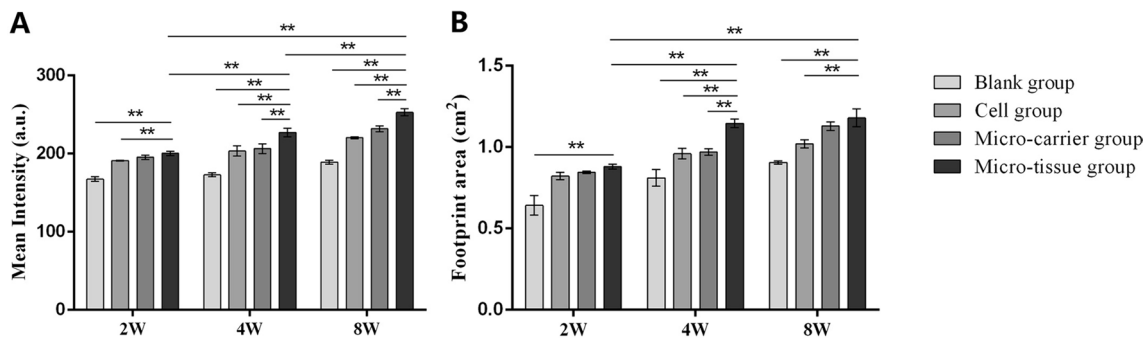 A
Mean Intensity (a.u.)
300
200
100
0
** ** ** ** ** ** ** ** ** ** **
2W 4W 8W
B
Footprint area (cm2)
1.5
1.0
0.5
0.0
** ** ** ** ** ** ** **
2W 4W 8W
Blank group
Cell group
Micro-carrier group
Micro-tissue group